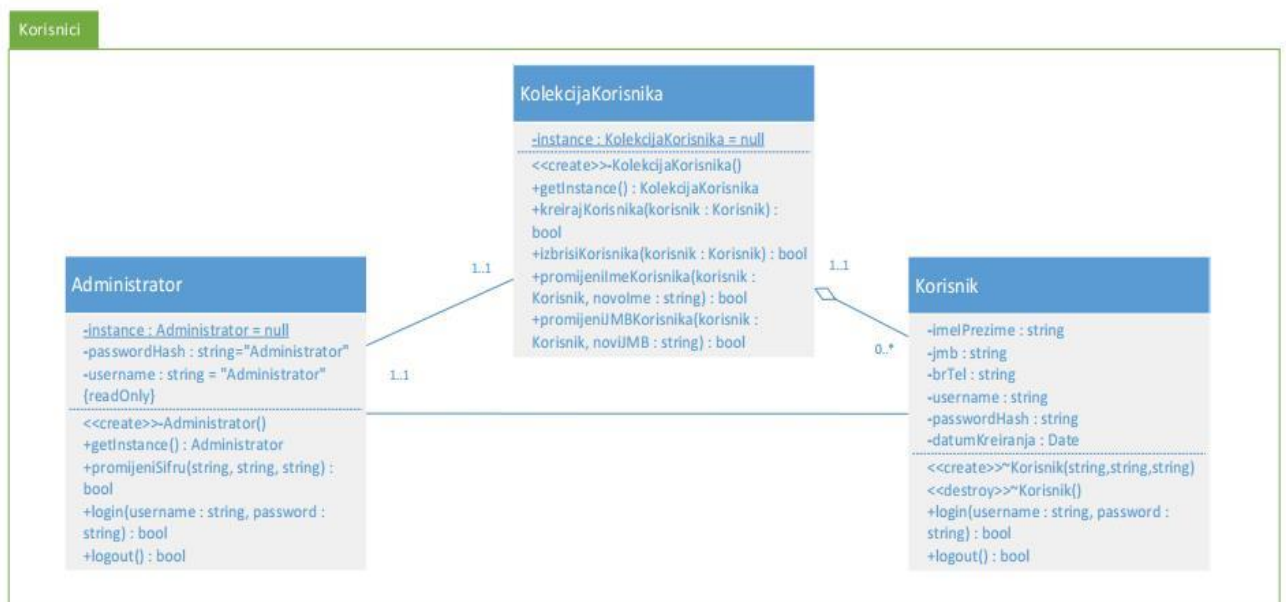 Korisnici
KolekcijaKorisnika
-instance : KolekcijaKorisnika = null
<<create>>-KolekcijaKorisnika()
+getInstance() : KolekcijaKorisnika
+kreirajKorisnika(korisnik : Korisnik) :
bool
+izbrisiKorisnika(korisnik : Korisnik) : bool
+promijeniImeKorisnika(korisnik :
Korisnik, novoIme : string) : bool
+promijeniJMBKorisnika(korisnik :
Korisnik, noviJMB : string) : bool
1..1
1..1
Administrator
-instance : Administrator = null
-passwordHash : string="Administrator"
-username : string = "Administrator"
{readOnly}
<<create>>-Administrator()
+getInstance() : Administrator
+promijeniSifru(string, string, string) :
bool
+login(username : string, password :
string) : bool
+logout() : bool
1..1
0..*
Korisnik
-imeIPrezime : string
-jmb : string
-brTel : string
-username : string
-passwordHash : string
-datumKreiranja : Date
<<create>>~Korisnik(string,string,string)
<<destroy>>~Korisnik()
+login(username : string, password :
string) : bool
+logout() : bool